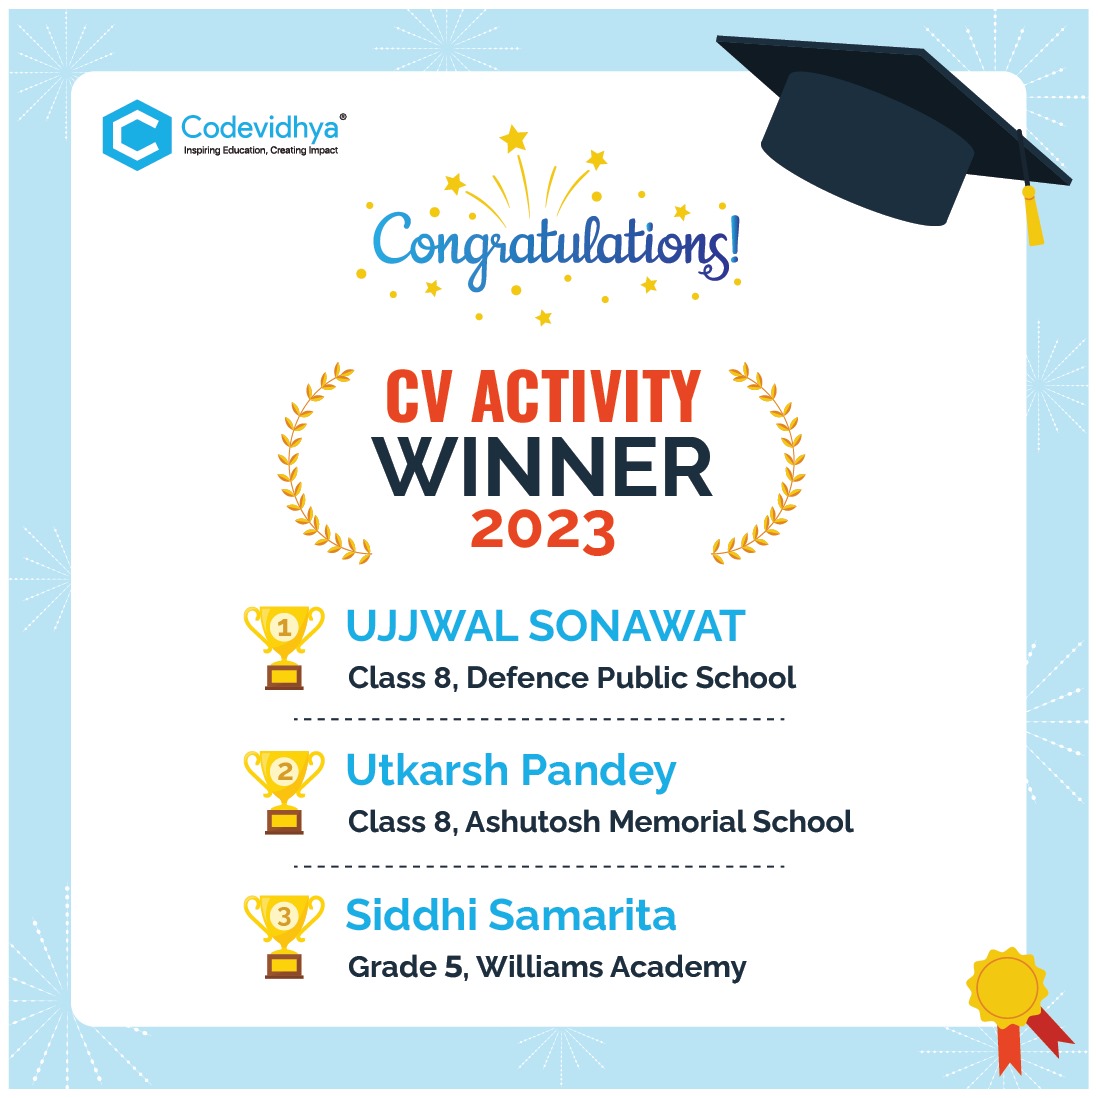 Codevidhya®
Inspiring Education, Creating Impact
Congratulations!
CV ACTIVITY
WINNER
2023
1
UJJWAL SONAWAT
Class 8, Defence Public School
2
Utkarsh Pandey
Class 8, Ashutosh Memorial School
3
Siddhi Samarita
Grade 5, Williams Academy